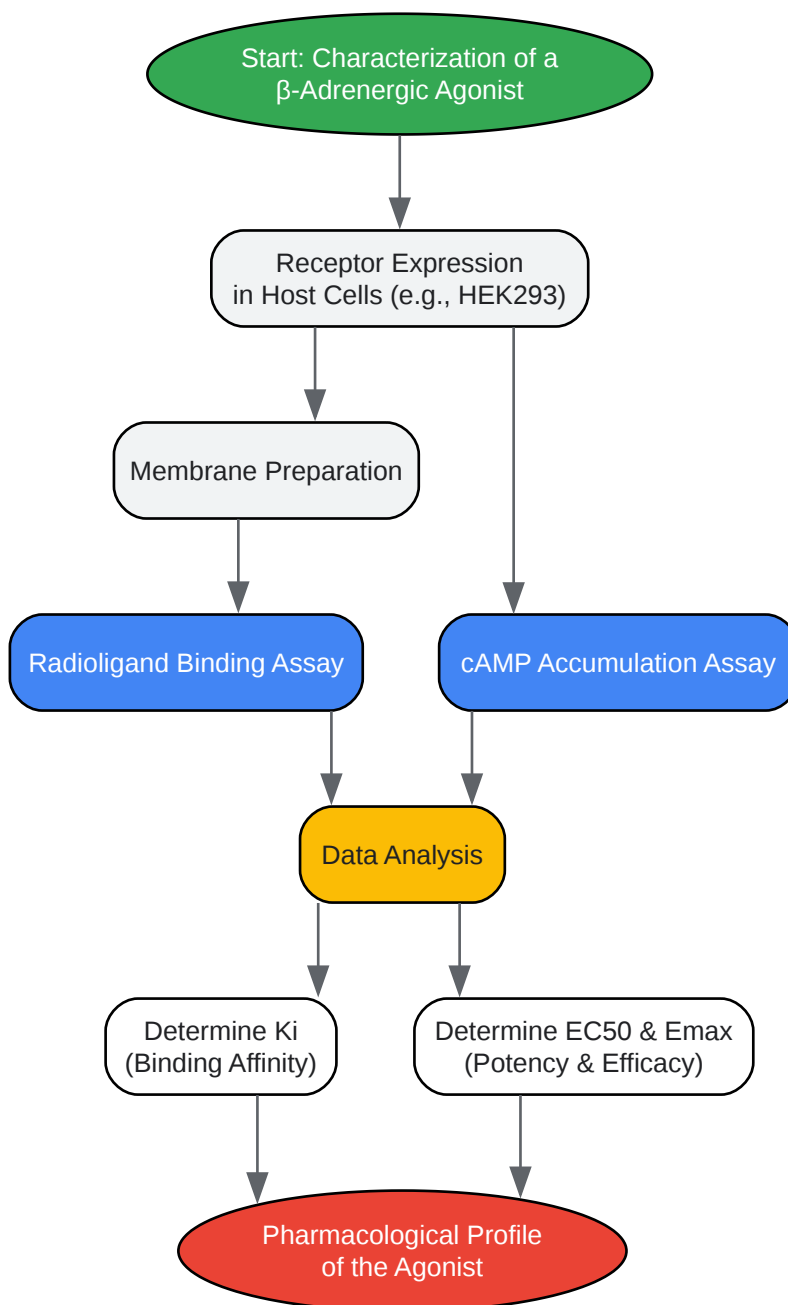 Start: Characterization of a
β-Adrenergic Agonist
Receptor Expression
in Host Cells (e.g., HEK293)
Membrane Preparation
Radioligand Binding Assay
cAMP Accumulation Assay
Data Analysis
Determine Ki
(Binding Affinity)
Determine EC50 & Emax
(Potency & Efficacy)
Pharmacological Profile
of the Agonist